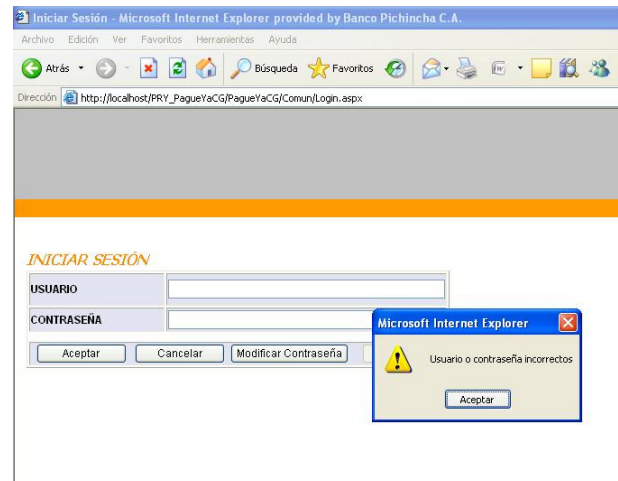 Iniciar Sesión - Microsoft Internet Explorer provided by Banco Pichincha C.A.
Archivo Edición Ver Favoritos Herramientas Ayuda
Atrás Búsqueda Favoritos
Dirección http://localhost/PRY_PagueYaCG/PagueYaCG/Comun/Login.aspx
INICIAR SESIÓN
USUARIO
CONTRASEÑA
Aceptar Cancelar Modificar Contraseña
Microsoft Internet Explorer
Usuario o contraseña incorrectos
Aceptar